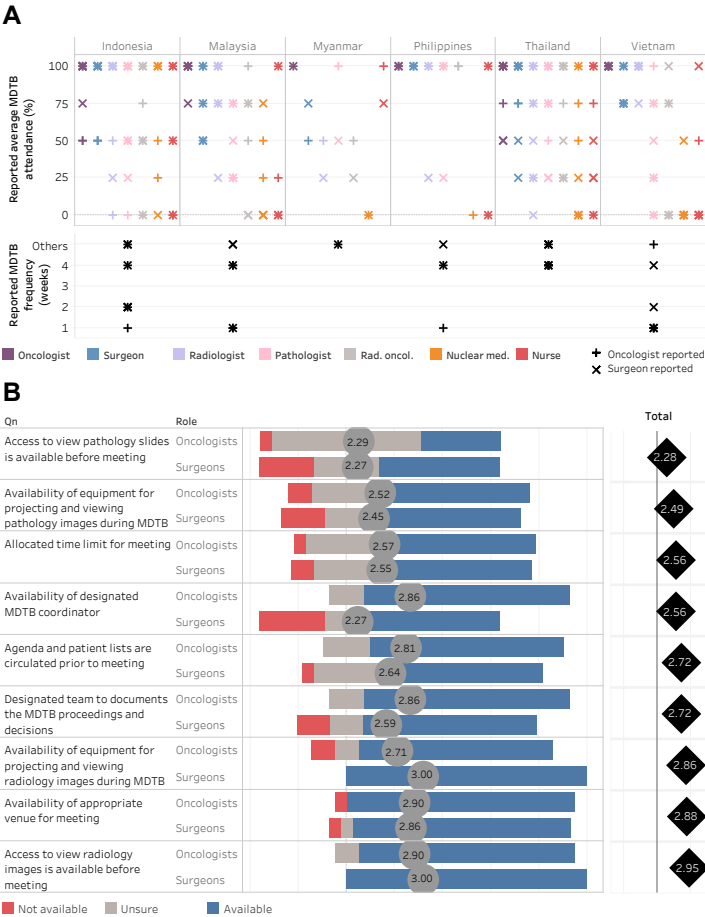 A
Indonesia Malaysia Myanmar Philippines Thailand Vietnam
Reported average MDTB
attendance (%)
100
75
50
25
0
Reported MDTB
frequency
(weeks)
Others
4
3
2
1
Oncologist Surgeon Radiologist Pathologist Rad. oncol. Nuclear med. Nurse
Oncologist reported
Surgeon reported
B
Qn Role Total
Access to view pathology slides
is available before meeting
Oncologists 2.29
Surgeons 2.27
2.28
Availability of equipment for
projecting and viewing
pathology images during MDTB
Oncologists 2.52
Surgeons 2.45
2.49
Allocated time limit for meeting
Oncologists 2.57
Surgeons 2.55
2.56
Availability of designated
MDTB coordinator
Oncologists 2.86
Surgeons 2.27
2.56
Agenda and patient lists are
circulated prior to meeting
Oncologists 2.81
Surgeons 2.64
2.72
Designated team to documents
the MDTB proceedings and
decisions
Oncologists 2.86
Surgeons 2.59
2.72
Availability of equipment for
projecting and viewing
radiology images during MDTB
Oncologists 2.71
Surgeons 3.00
2.86
Availability of appropriate
venue for meeting
Oncologists 2.90
Surgeons 2.86
2.88
Access to view radiology
images is available before
meeting
Oncologists 2.90
Surgeons 3.00
2.95
Not available Unsure Available